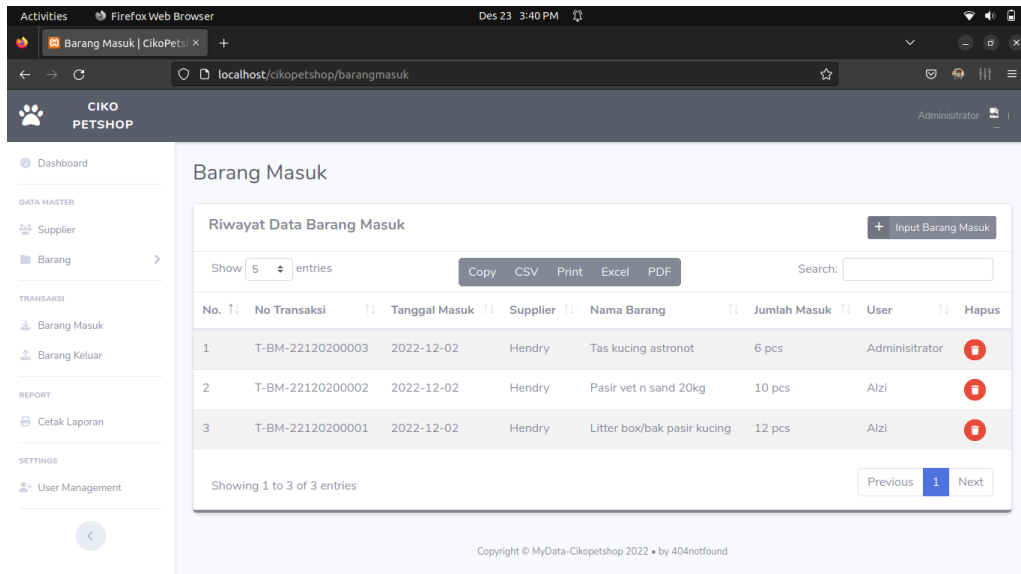 Activities Firefox Web Browser Des 23 3:40 PM
Barang Masuk | CikoPetsh
localhost/cikopetshop/barangmasuk
CIKO
PETSHOP
Adminisitrator
Dashboard
DATA MASTER
Supplier
Barang
TRANSAKSI
Barang Masuk
Barang Keluar
REPORT
Cetak Laporan
SETTINGS
User Management
Barang Masuk
Riwayat Data Barang Masuk
+ Input Barang Masuk
Show 5 entries Copy CSV Print Excel PDF Search:
No. No Transaksi Tanggal Masuk Supplier Nama Barang Jumlah Masuk User Hapus
1 T-BM-22120200003 2022-12-02 Hendry Tas kucing astronot 6 pcs Adminisitrator
2 T-BM-22120200002 2022-12-02 Hendry Pasir vet n sand 20kg 10 pcs Alzi
3 T-BM-22120200001 2022-12-02 Hendry Litter box/bak pasir kucing 12 pcs Alzi
Showing 1 to 3 of 3 entries Previous 1 Next
Copyright © MyData-Cikopetshop 2022 • by 404notfound